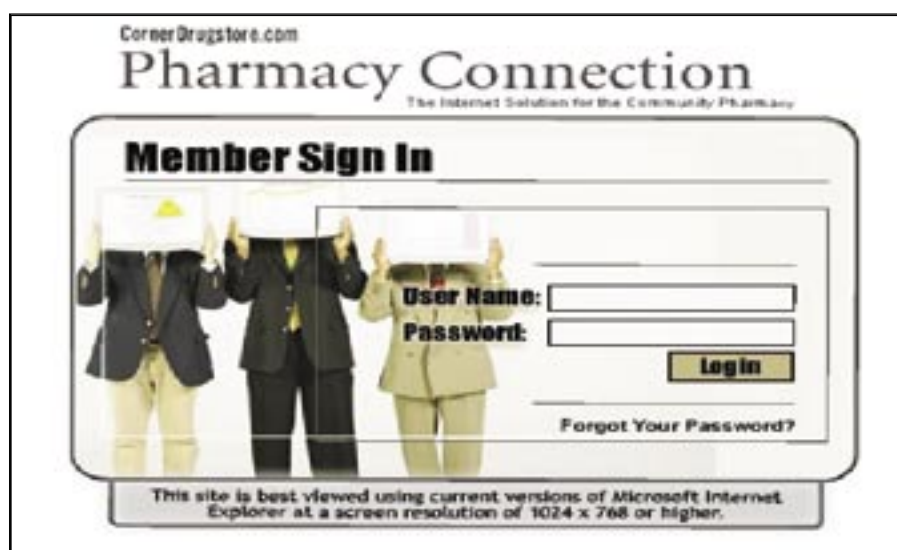 CornerDrugstore.com
Pharmacy Connection
The Internet Solution for the Community Pharmacy
Member Sign In
User Name:
Password:
Login
Forgot Your Password?
This site is best viewed using current versions of Microsoft Internet
Explorer at a screen resolution of 1024 x 768 or higher.